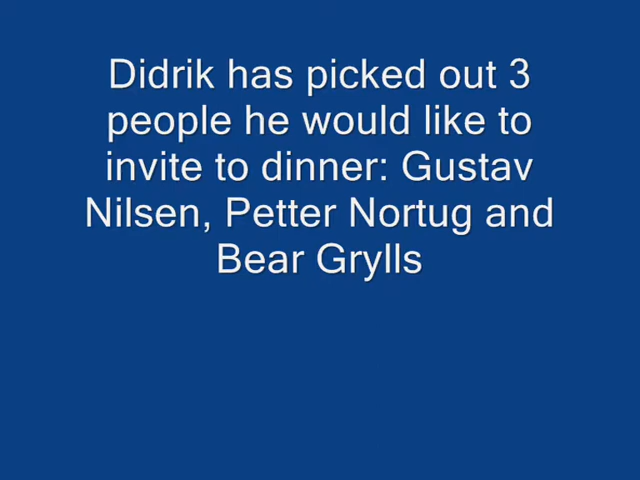 Didrik has picked out 3
people he would like to
invite to dinner: Gustav
Nilsen, Petter Nortug and
Bear Grylls